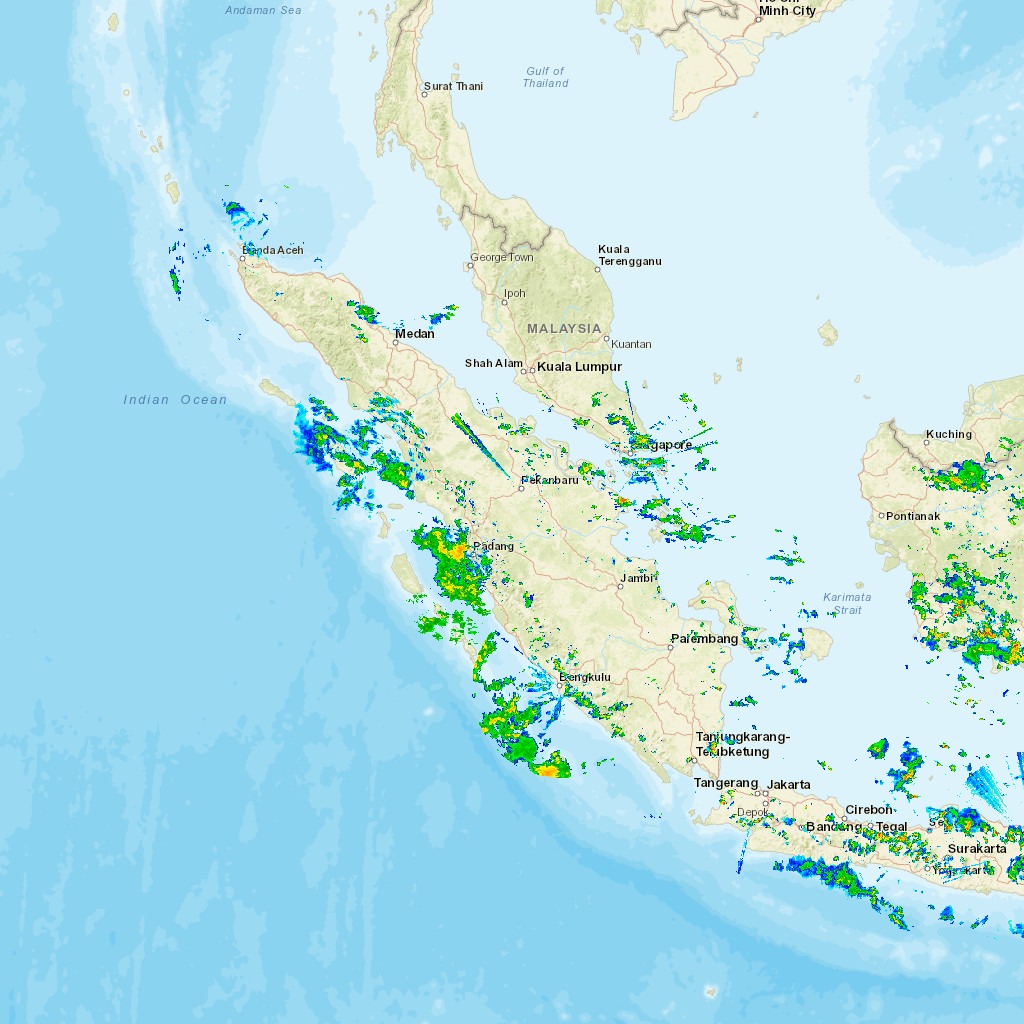 Andaman Sea
Minh City
Gulf of
Thailand
Surat Thani
Banda Aceh
George Town
Kuala
Terengganu
Ipoh
MALAYSIA
Medan
Kuantan
Shah Alam
Kuala Lumpur
Indian Ocean
Singapore
Kuching
Pekanbaru
Pontianak
Padang
Jambi
Karimata
Strait
Palembang
Bengkulu
Tanjungkarang-
Telukbetung
Tangerang
Jakarta
Depok
Cirebon
Bandung
Tegal
Surakarta
Yogyakarta